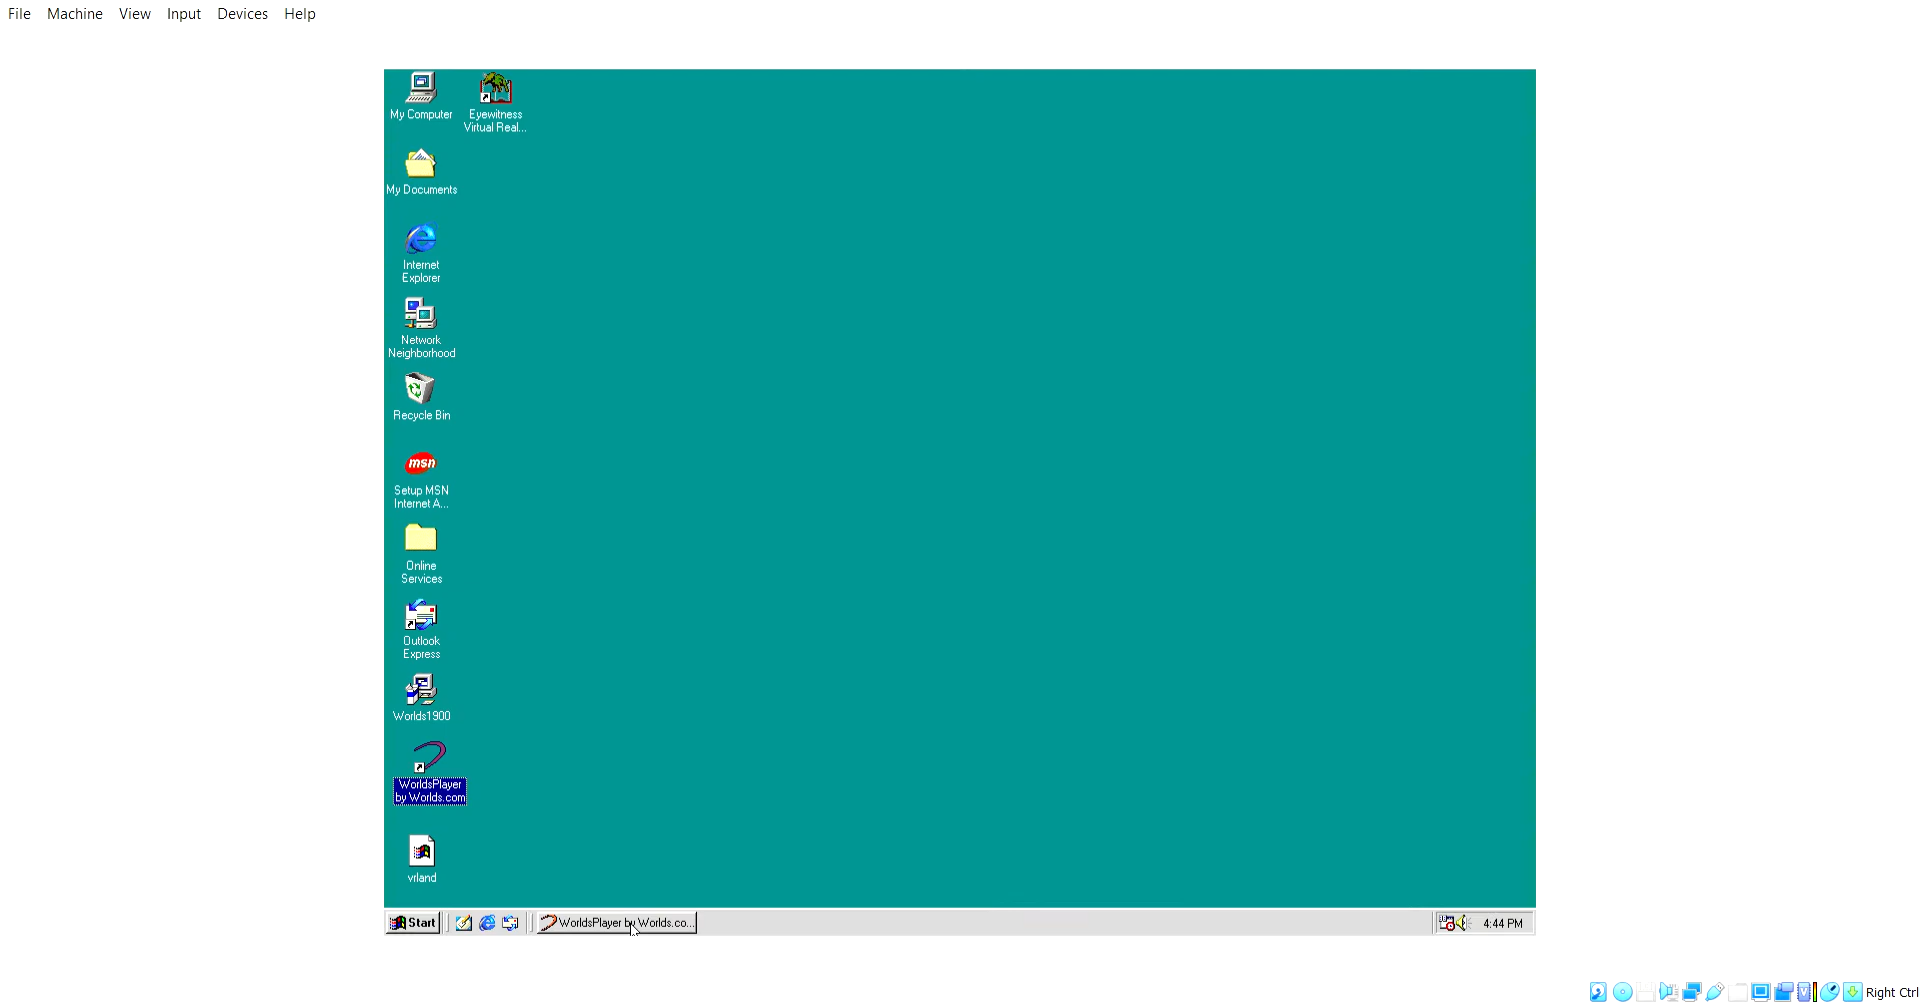 File Machine View Input Devices Help
My Computer
Eyewitness
Virtual Real...
My Documents
Internet
Explorer
Network
Neighborhood
Recycle Bin
msn
Setup MSN
Internet A...
Online
Services
Outlook
Express
Worlds1900
WorldsPlayer
by Worlds.com
vrland
Start
WorldsPlayer by Worlds.co...
4:44 PM
Right Ctrl